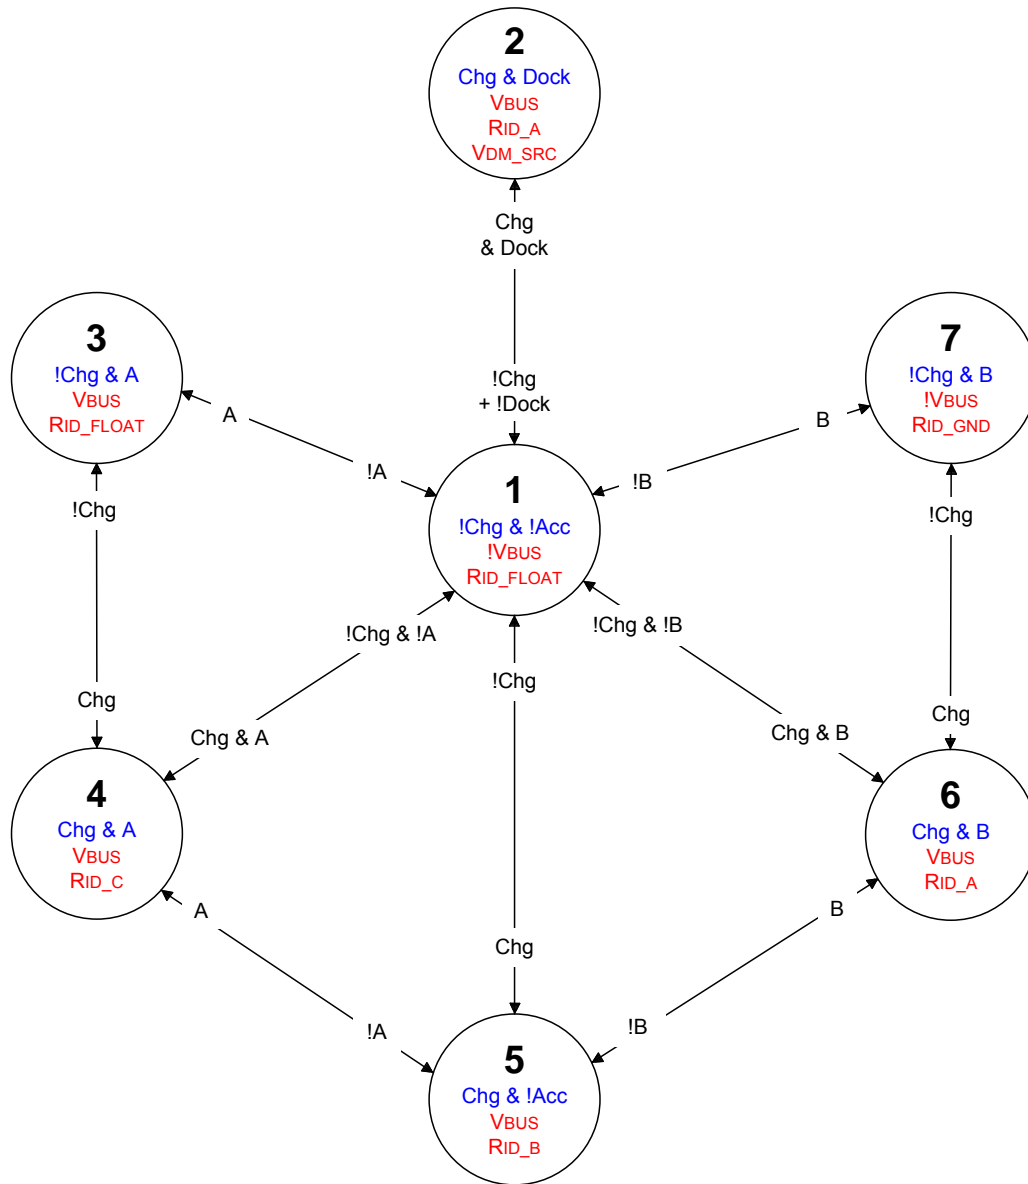 2
Chg & Dock
VBUS
RID_A
VDM_SRC
Chg
& Dock
3
!Chg & A
VBUS
RID_FLOAT
7
!Chg & B
!VBUS
RID_GND
!Chg
+ !Dock
A
B
!A
!B
1
!Chg & !Acc
!VBUS
RID_FLOAT
!Chg
!Chg
!Chg & !A
!Chg & !B
!Chg
Chg
Chg
Chg & A
Chg & B
4
Chg & A
VBUS
RID_C
6
Chg & B
VBUS
RID_A
A
B
Chg
!A
!B
5
Chg & !Acc
VBUS
RID_B